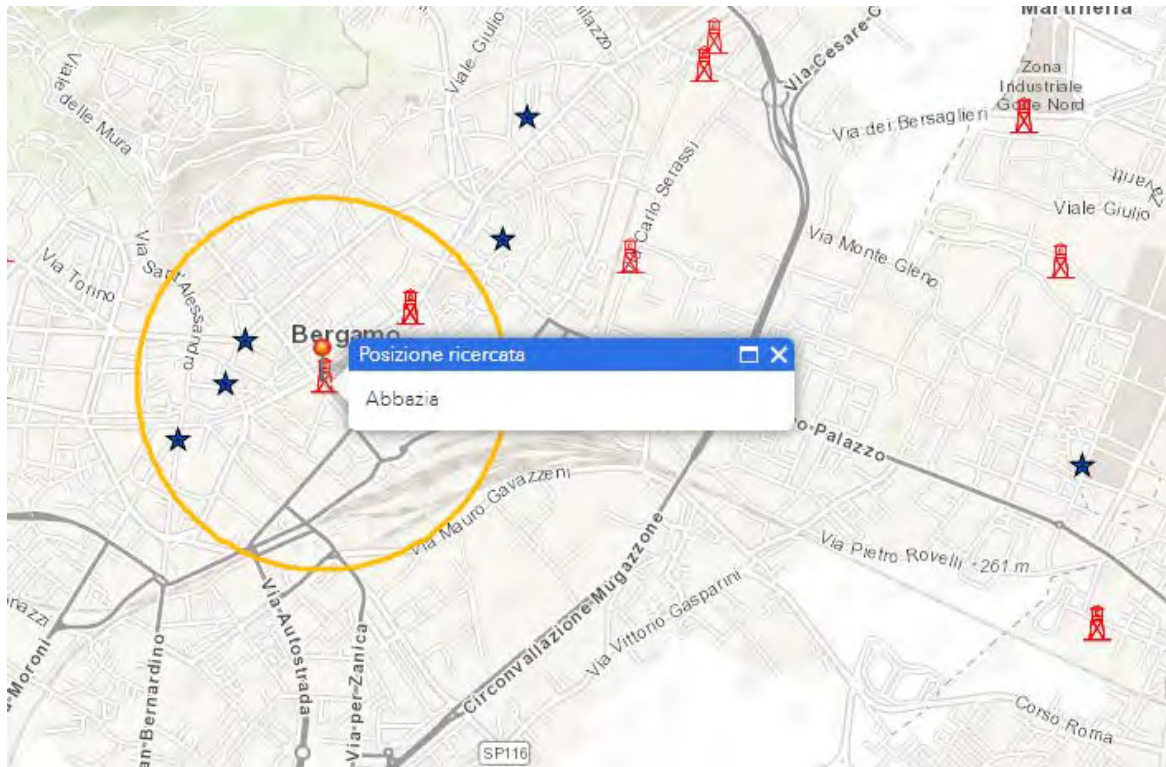 Viale Giulio
Via Cesare
Zona
Industriale
Nord
Viale delle Mura
Via dei Bersaglieri
Carlo Serassi
Viale Giulio
Via Monte Gleno
Via Torino
Via Sant'Alessandro
Bergamo
Posizione ricercata
Abbazia
Palazzo
Via Mauro Gavazzeni
Via Pietro Rovelli
261 m
Circonvallazione Mugazzone
Via Vittorio Gasparini
Via Autostrada
Via per Zanica
Moroni
Bernardino
Corso Roma
SP116